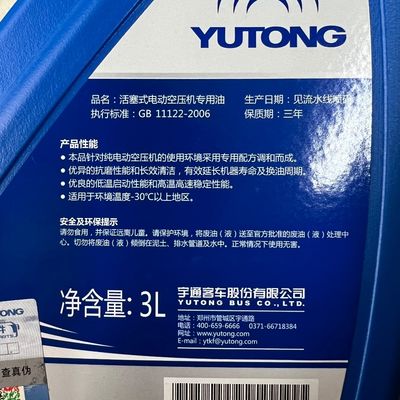 YUTONG
品名：活塞式电动空压机专用油
生产日期：见流水线喷码
执行标准：GB 11122-2006
保质期：三年
产品性能
●本品针对纯电动空压机的使用环境采用专用配方调和而成。
●优异的抗磨性能和长效清洁，有效延长机器寿命及换油周期。
●优良的低温启动性能和高温高速稳定性能。
●适用于环境温度-30℃以上地区。
安全及环保提示
请勿食用，并保证远离儿童。请保护环境，将废油（液）送至官方批准的废油（液）处理中
心。切勿将废油（液）倾倒在泥土、排水管道及水中。正常情况下使用无害。
净含量：3L
宇通客车股份有限公司
YUTONG BUS CO., LTD.
地址：郑州市管城区宇通路
电话：400-659-6666 0371-66718384
邮箱：ytkf@yutong.com
http://www.yutong.com
UTONG
查真伪